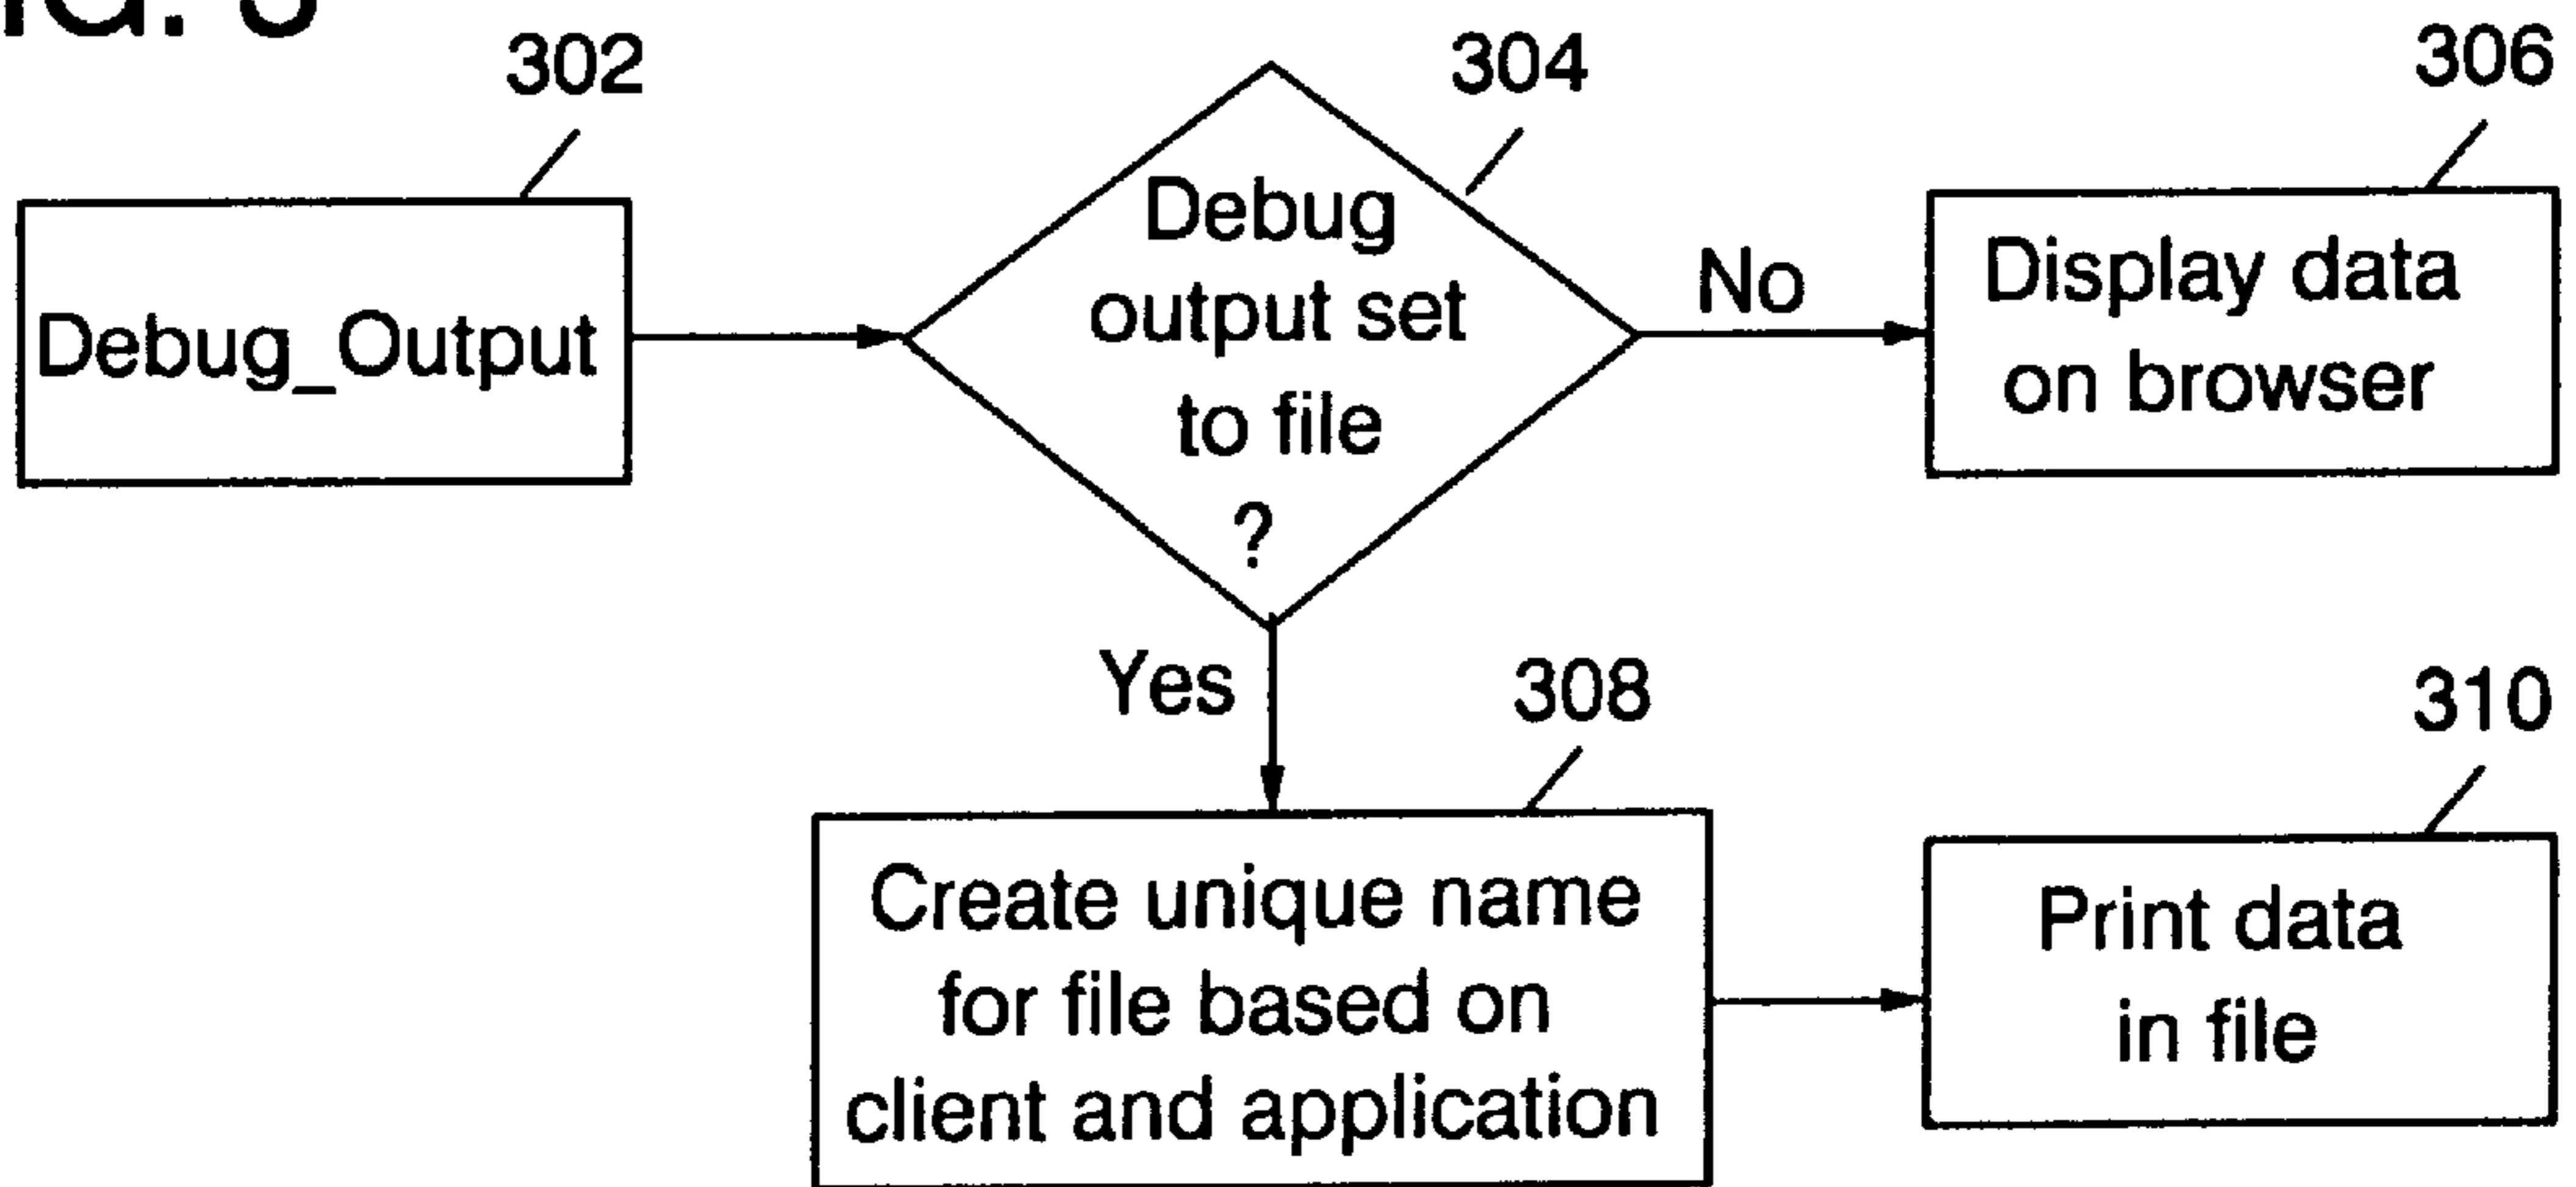 302
304
306
Debug_Output
Debug
output set
to file
?
No
Display data
on browser
Yes
308
310
Create unique name
for file based on
client and application
Print data
in file